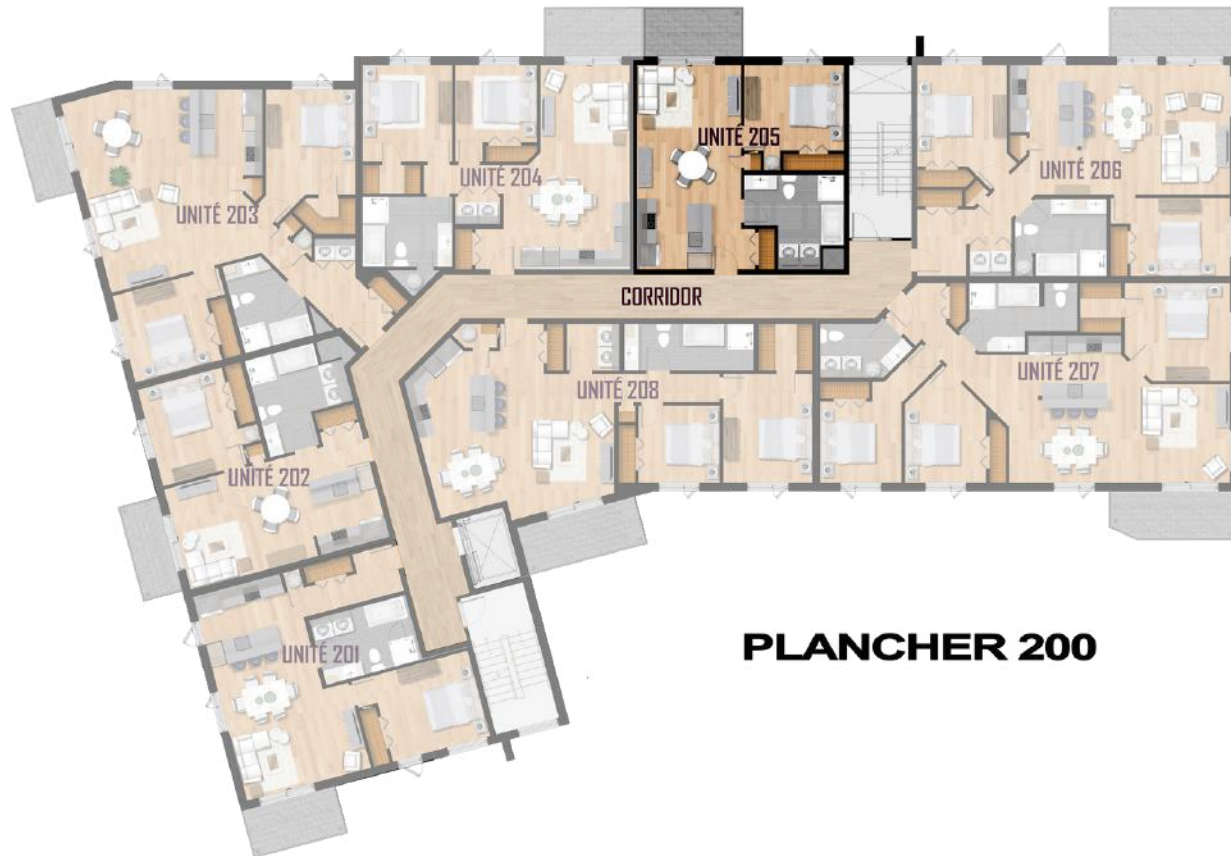 UNITÉ 205
UNITÉ 204
UNITÉ 206
UNITÉ 203
CORRIDOR
UNITÉ 207
UNITÉ 208
UNITÉ 202
PLANCHER 200
UNITÉ 201